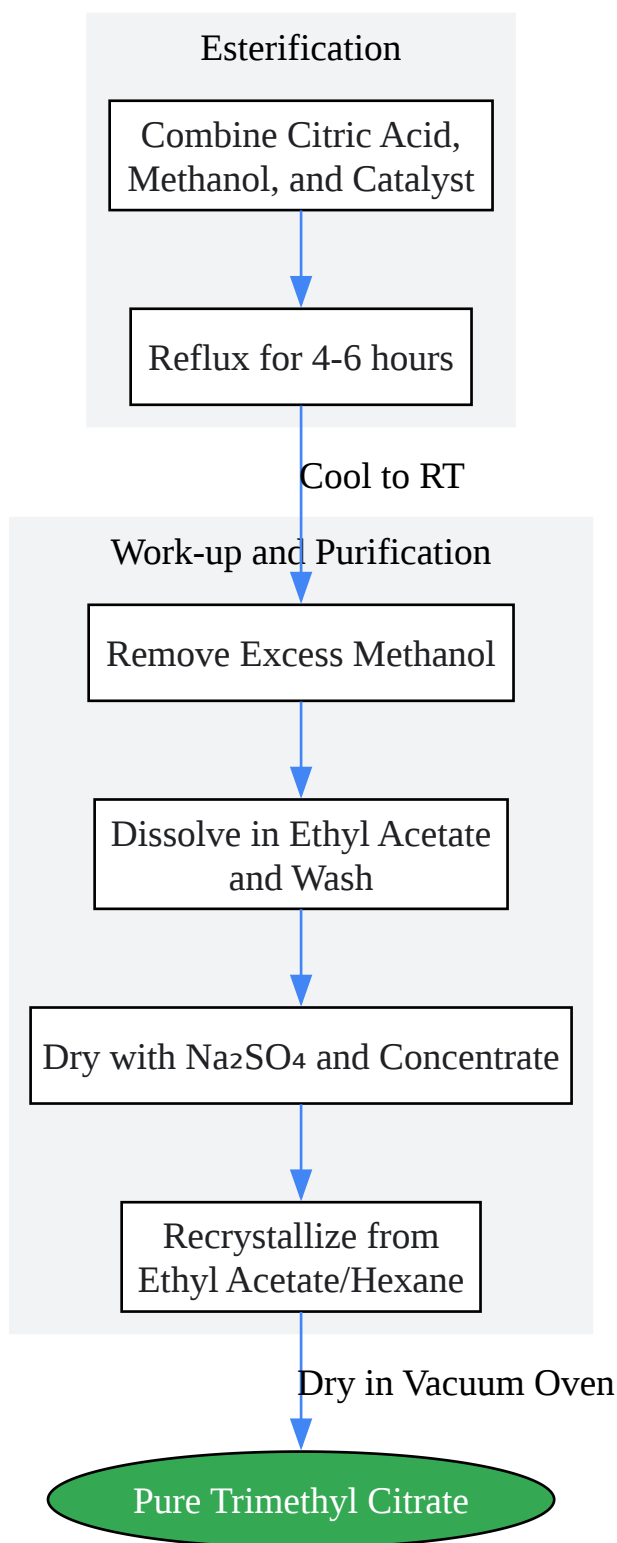 Esterification
Combine Citric Acid,
Methanol, and Catalyst
Reflux for 4-6 hours
Cool to RT
Work-up and Purification
Remove Excess Methanol
Dissolve in Ethyl Acetate
and Wash
Dry with Na₂SO₄ and Concentrate
Recrystallize from
Ethyl Acetate/Hexane
Dry in Vacuum Oven
Pure Trimethyl Citrate